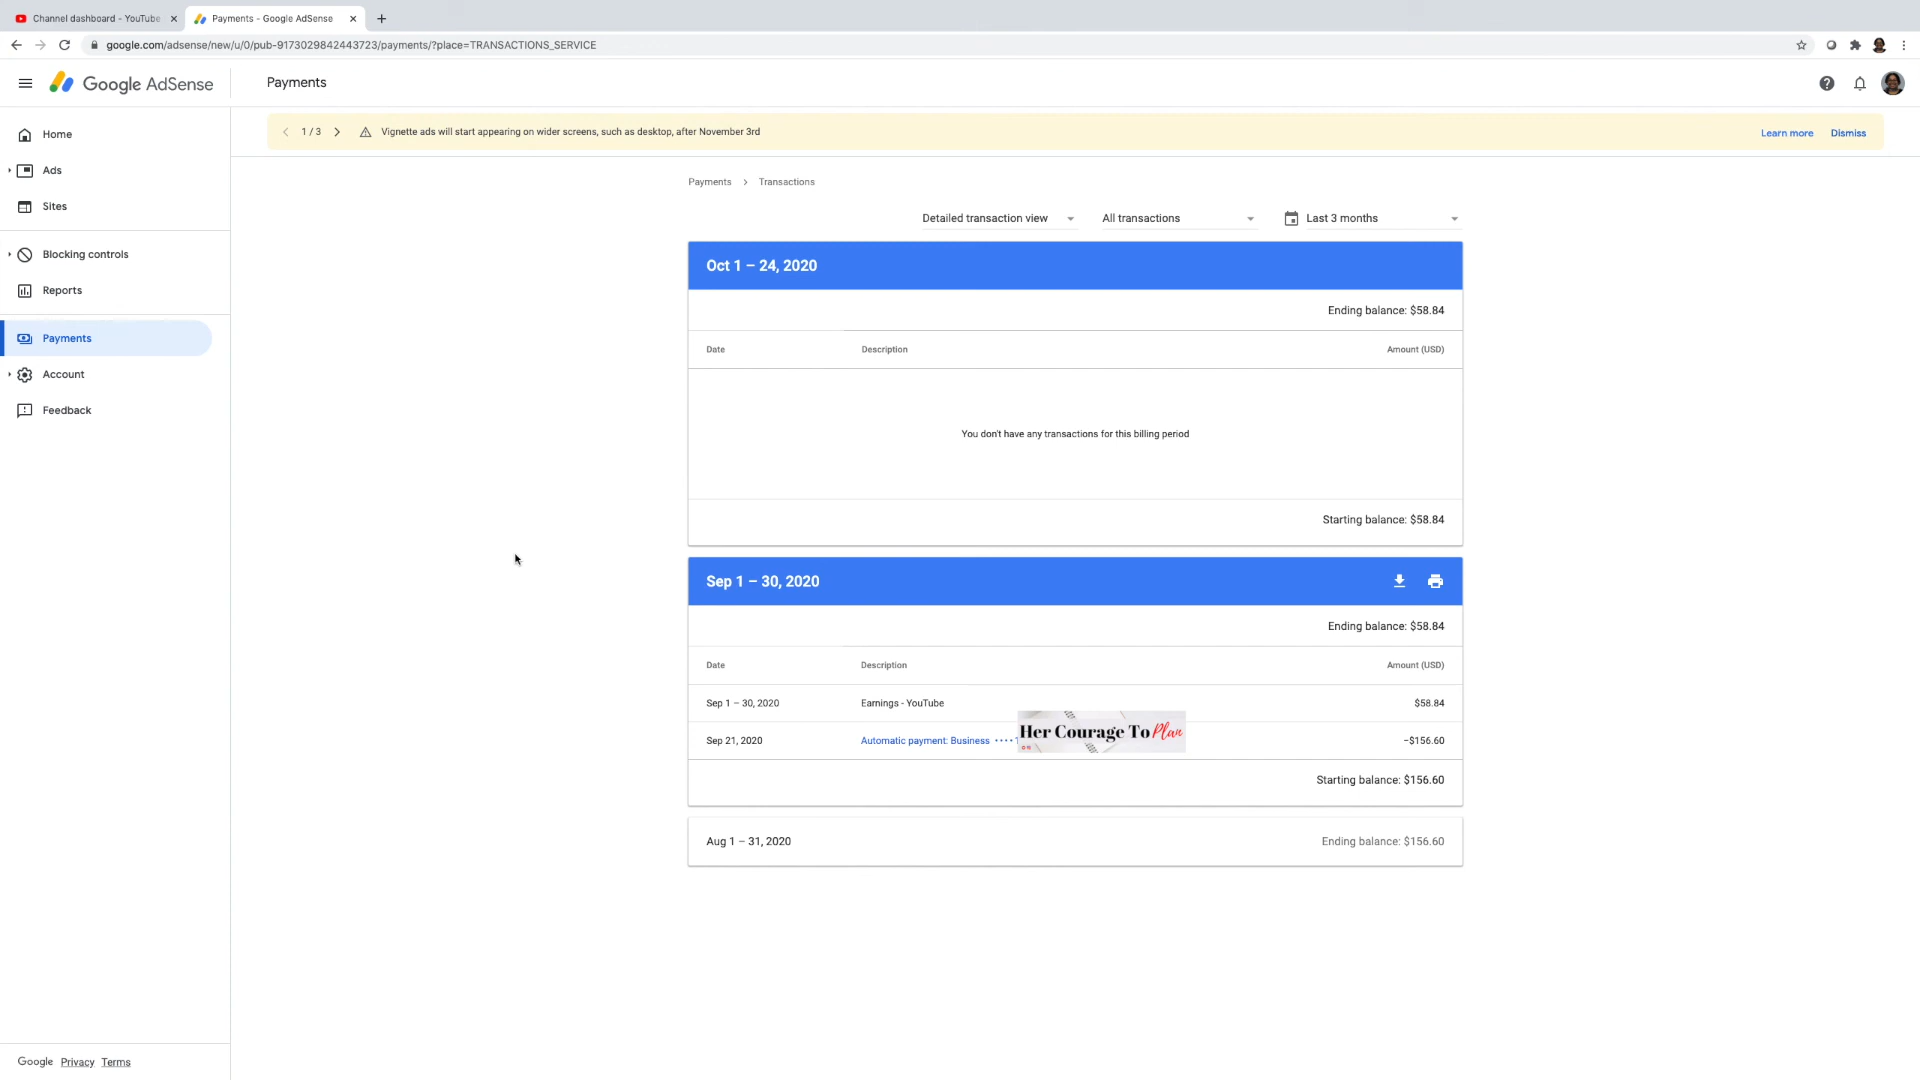 Channel dashboard - YouTube
Payments - Google AdSense
google.com/adsense/new/u/0/pub-9173029842443723/payments/?place=TRANSACTIONS_SERVICE
Google AdSense
Payments
Home
Ads
Sites
Blocking controls
Reports
Payments
Account
Feedback
1 / 3
Vignette ads will start appearing on wider screens, such as desktop, after November 3rd
Learn more
Dismiss
Payments > Transactions
Detailed transaction view
All transactions
Last 3 months
Oct 1 – 24, 2020
Ending balance: $58.84
Date Description Amount (USD)
You don't have any transactions for this billing period
Starting balance: $58.84
Sep 1 – 30, 2020
Ending balance: $58.84
Date Description Amount (USD)
Sep 1 – 30, 2020 Earnings - YouTube $58.84
Sep 21, 2020 Automatic payment: Business •••• −$156.60
Her Courage To Plan
Starting balance: $156.60
Aug 1 – 31, 2020 Ending balance: $156.60
Google Privacy Terms